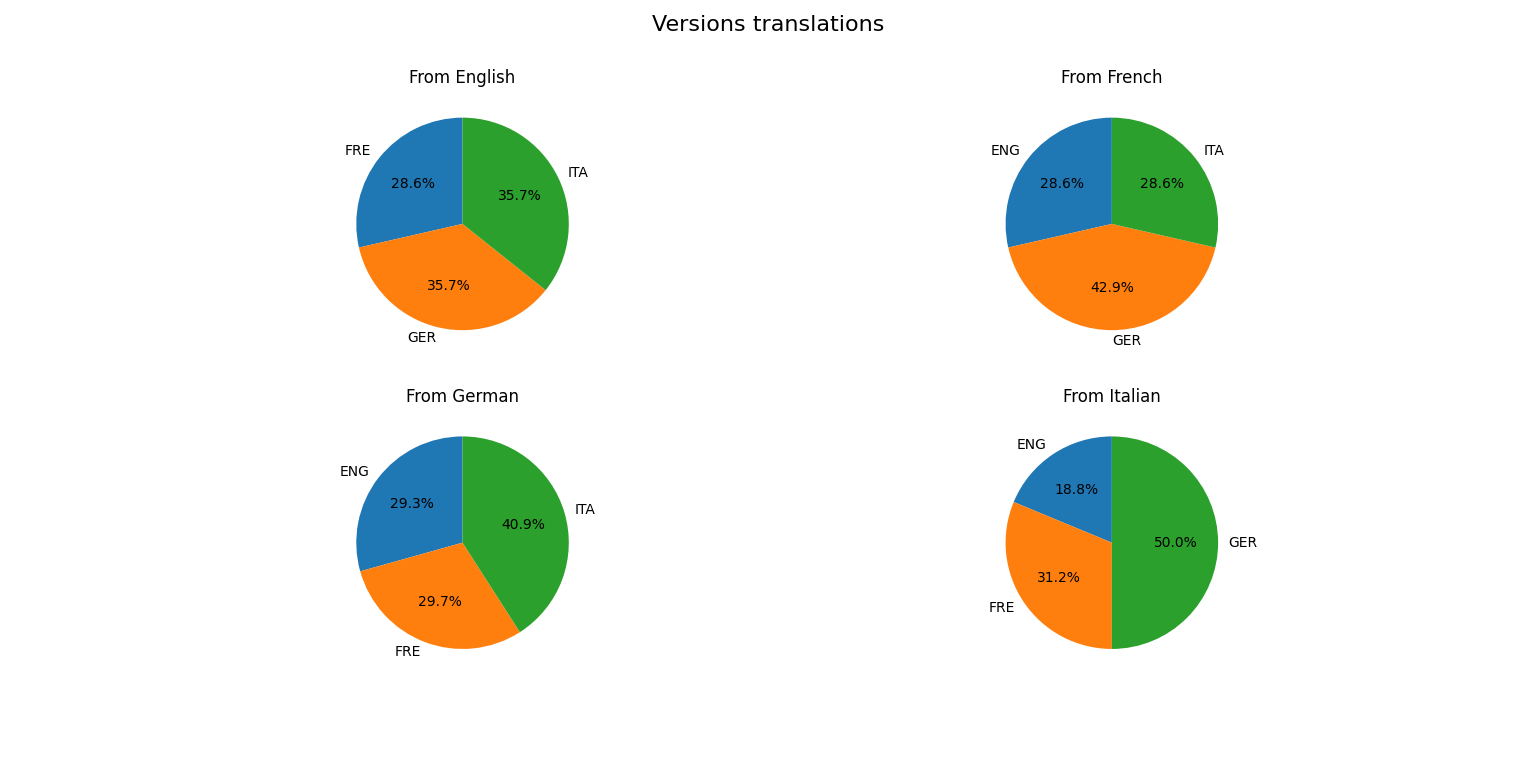 Versions translations
From English
FRE
28.6%
ITA
35.7%
35.7%
GER
From French
ENG
28.6%
ITA
28.6%
42.9%
GER
From German
ENG
29.3%
ITA
40.9%
29.7%
FRE
From Italian
ENG
18.8%
GER
50.0%
31.2%
FRE